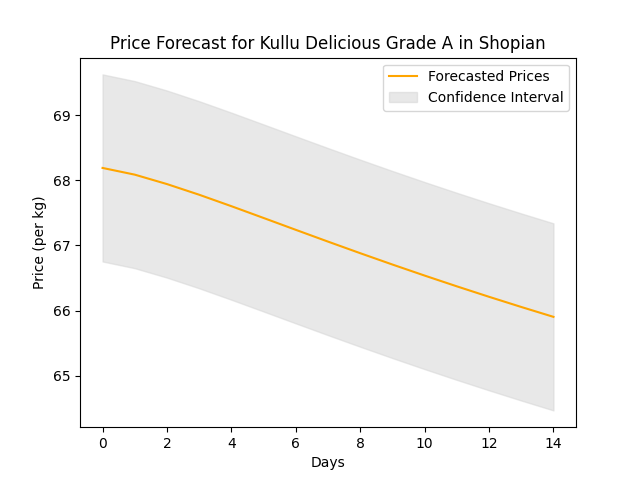 Price Forecast for Kullu Delicious Grade A in Shopian
Forecasted Prices
Confidence Interval
Price (per kg)
69
68
67
66
65
0 2 4 6 8 10 12 14
Days